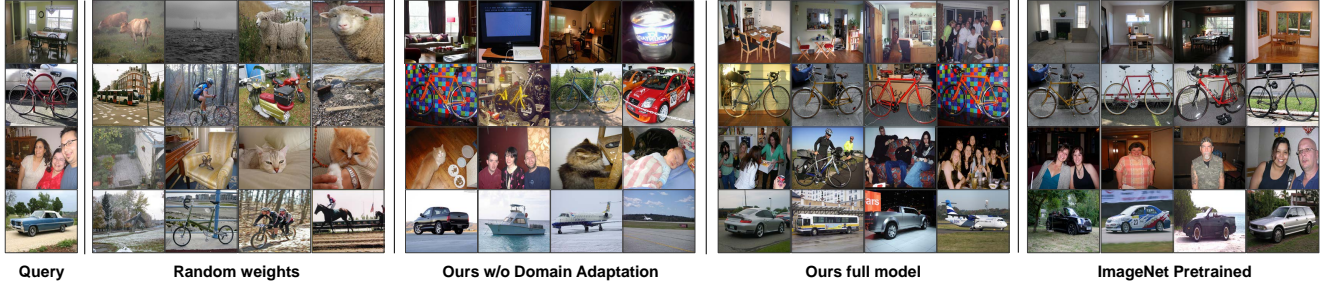 Query
Random weights
Ours w/o Domain Adaptation
Ours full model
ImageNet Pretrained